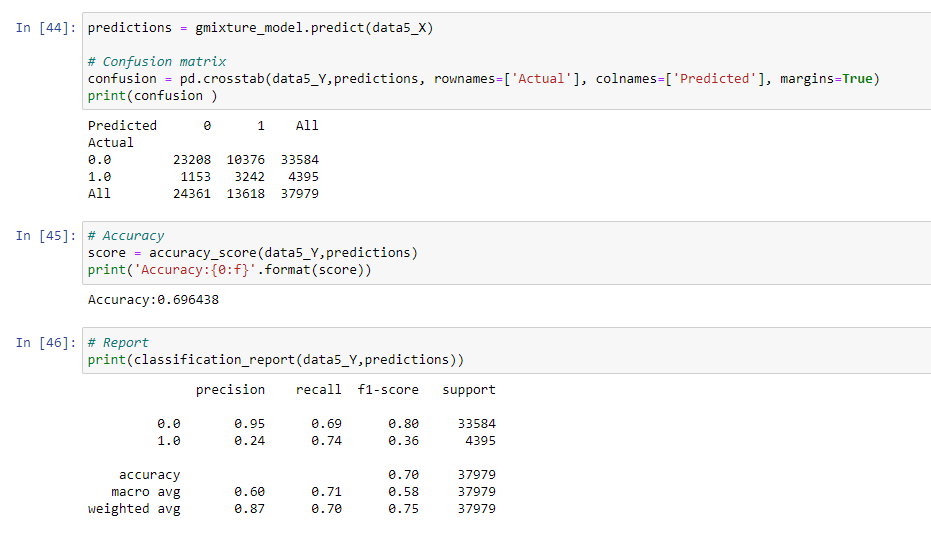 In [44]: predictions = gmixture_model.predict(data5_X)
# Confusion matrix
confusion = pd.crosstab(data5_Y,predictions, rownames=['Actual'], colnames=['Predicted'], margins=True)
print(confusion )
Predicted 0 1 All
Actual
0.0 23208 10376 33584
1.0 1153 3242 4395
All 24361 13618 37979
In [45]: # Accuracy
score = accuracy_score(data5_Y,predictions)
print('Accuracy:{0:f}'.format(score))
Accuracy:0.696438
In [46]: # Report
print(classification_report(data5_Y,predictions))
precision recall f1-score support
0.0 0.95 0.69 0.80 33584
1.0 0.24 0.74 0.36 4395
accuracy 0.70 37979
macro avg 0.60 0.71 0.58 37979
weighted avg 0.87 0.70 0.75 37979